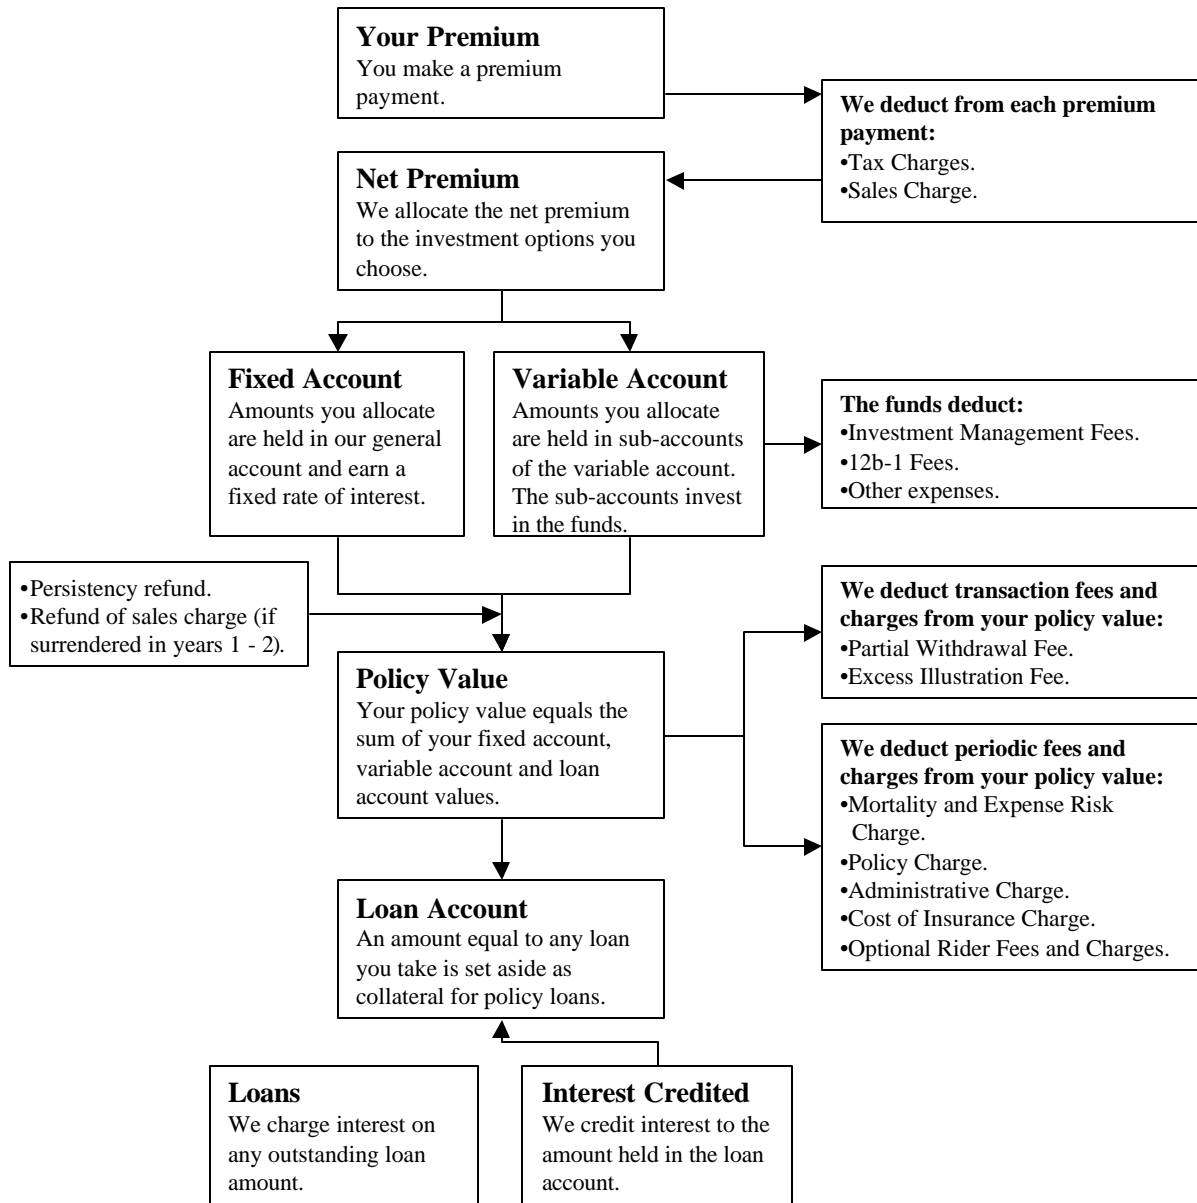 Your Premium
You make a premium
payment.
We deduct from each premium
payment:
•Tax Charges.
•Sales Charge.
Net Premium
We allocate the net premium
to the investment options you
choose.
Fixed Account
Amounts you allocate
are held in our general
account and earn a
fixed rate of interest.
Variable Account
Amounts you allocate
are held in sub-accounts
of the variable account.
The sub-accounts invest
in the funds.
The funds deduct:
•Investment Management Fees.
•12b-1 Fees.
•Other expenses.
•Persistency refund.
•Refund of sales charge (if
surrendered in years 1 - 2).
We deduct transaction fees and
charges from your policy value:
•Partial Withdrawal Fee.
•Excess Illustration Fee.
Policy Value
Your policy value equals the
sum of your fixed account,
variable account and loan
account values.
We deduct periodic fees and
charges from your policy value:
•Mortality and Expense Risk
Charge.
•Policy Charge.
•Administrative Charge.
•Cost of Insurance Charge.
•Optional Rider Fees and Charges.
Loan Account
An amount equal to any loan
you take is set aside as
collateral for policy loans.
Loans
We charge interest on
any outstanding loan
amount.
Interest Credited
We credit interest to the
amount held in the loan
account.